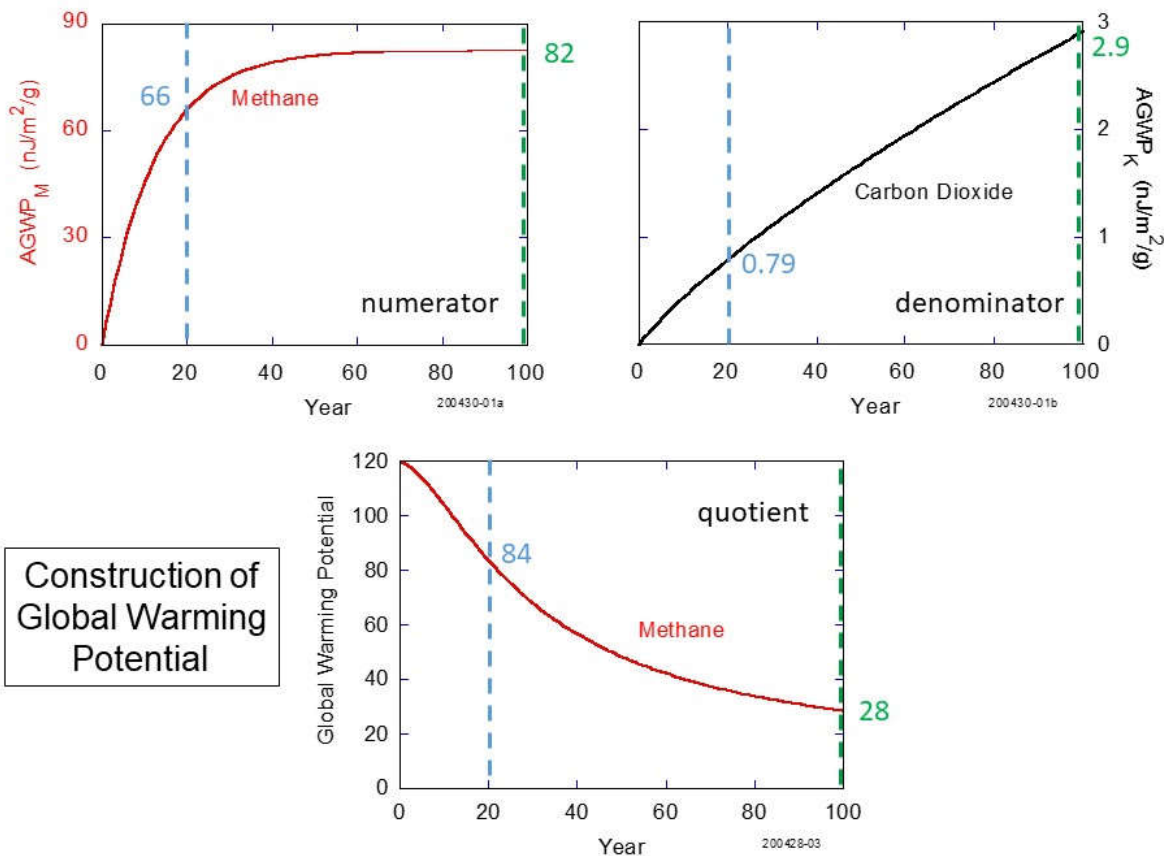 90
60
30
0
AGWP_M (nJ/m²/g)
66
82
Methane
numerator
0 20 40 60 80 100
Year
200430-01a
3
2
1
0
AGWP_K (nJ/m²/g)
2.9
Carbon Dioxide
0.79
denominator
0 20 40 60 80 100
Year
200430-01b
Construction of
Global Warming
Potential
120
100
80
60
40
20
0
Global Warming Potential
quotient
84
Methane
28
0 20 40 60 80 100
Year
200428-03